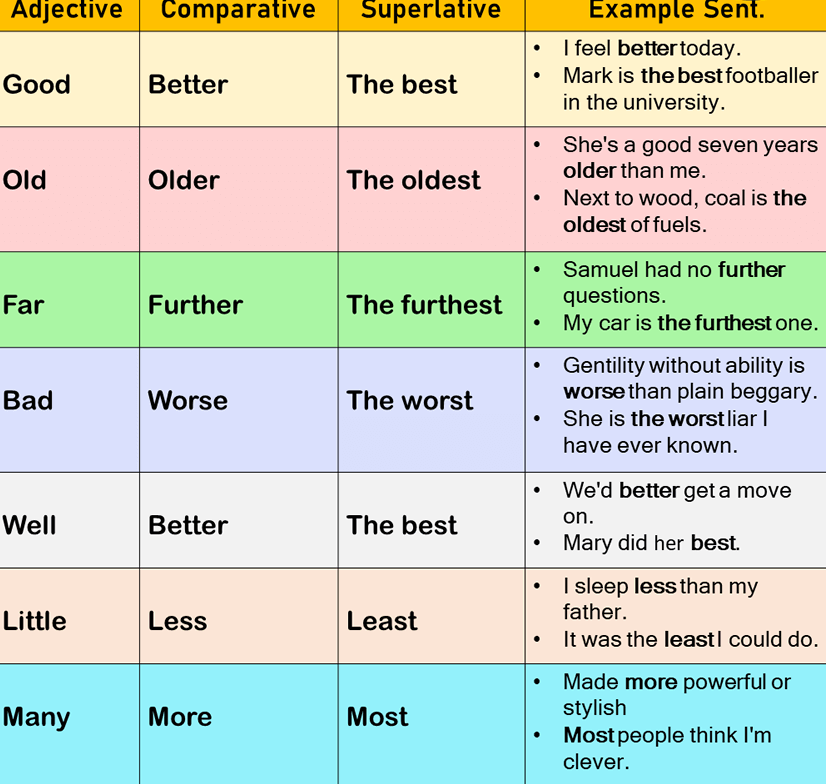 Adjective Comparative Superlative Example Sent.
Good Better The best
• I feel better today.
• Mark is the best footballer
in the university.
Old Older The oldest
• She's a good seven years
older than me.
• Next to wood, coal is the
oldest of fuels.
Far Further The furthest
• Samuel had no further
questions.
• My car is the furthest one.
Bad Worse The worst
• Gentility without ability is
worse than plain beggary.
• She is the worst liar I
have ever known.
Well Better The best
• We'd better get a move
on.
• Mary did her best.
Little Less Least
• I sleep less than my
father.
• It was the least I could do.
Many More Most
• Made more powerful or
stylish
• Most people think I'm
clever.